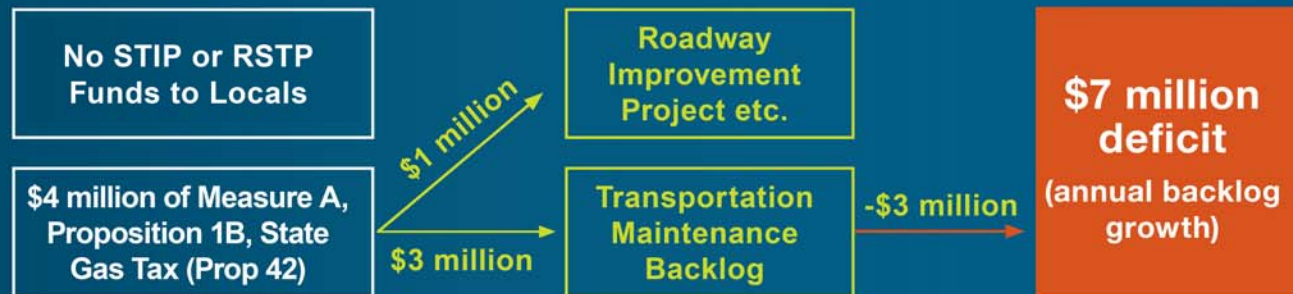 No STIP or RSTP
Funds to Locals
$4 million of Measure A,
Proposition 1B, State
Gas Tax (Prop 42)
$1 million
$3 million
Roadway
Improvement
Project etc.
Transportation
Maintenance
Backlog
-$3 million
$7 million
deficit
(annual backlog
growth)